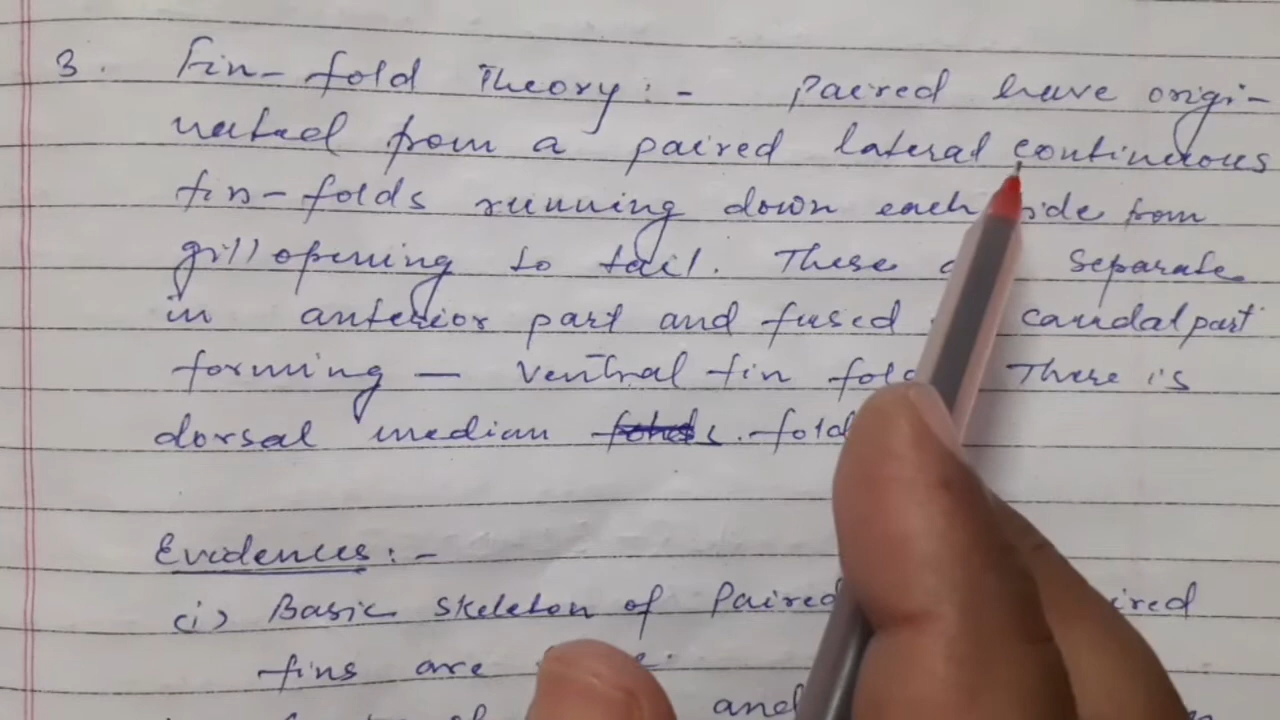 3. Fin-fold Theory:- Paired have origi-
nated from a paired lateral continuous
fin-folds running down each side from
gill opening to tail. These separate
in anterior part and fused caudal part
forming - Ventral fin fold There is
dorsal median fold
Evidences:-
(i) Basic skeleton of Paired
fins are
and